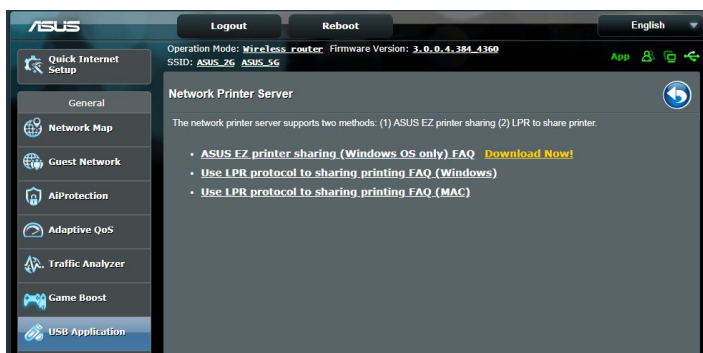 ASUS
Logout
Reboot
English
Operation Mode: Wireless router Firmware Version: 3.0.0.4.384_4360
SSID: ASUS_2G ASUS_5G
App
Quick Internet
Setup
General
Network Map
Guest Network
AiProtection
Adaptive QoS
Traffic Analyzer
Game Boost
USB Application
Network Printer Server
The network printer server supports two methods: (1) ASUS EZ printer sharing (2) LPR to share printer.
• ASUS EZ printer sharing (Windows OS only) FAQ Download Now!
• Use LPR protocol to sharing printing FAQ (Windows)
• Use LPR protocol to sharing printing FAQ (MAC)